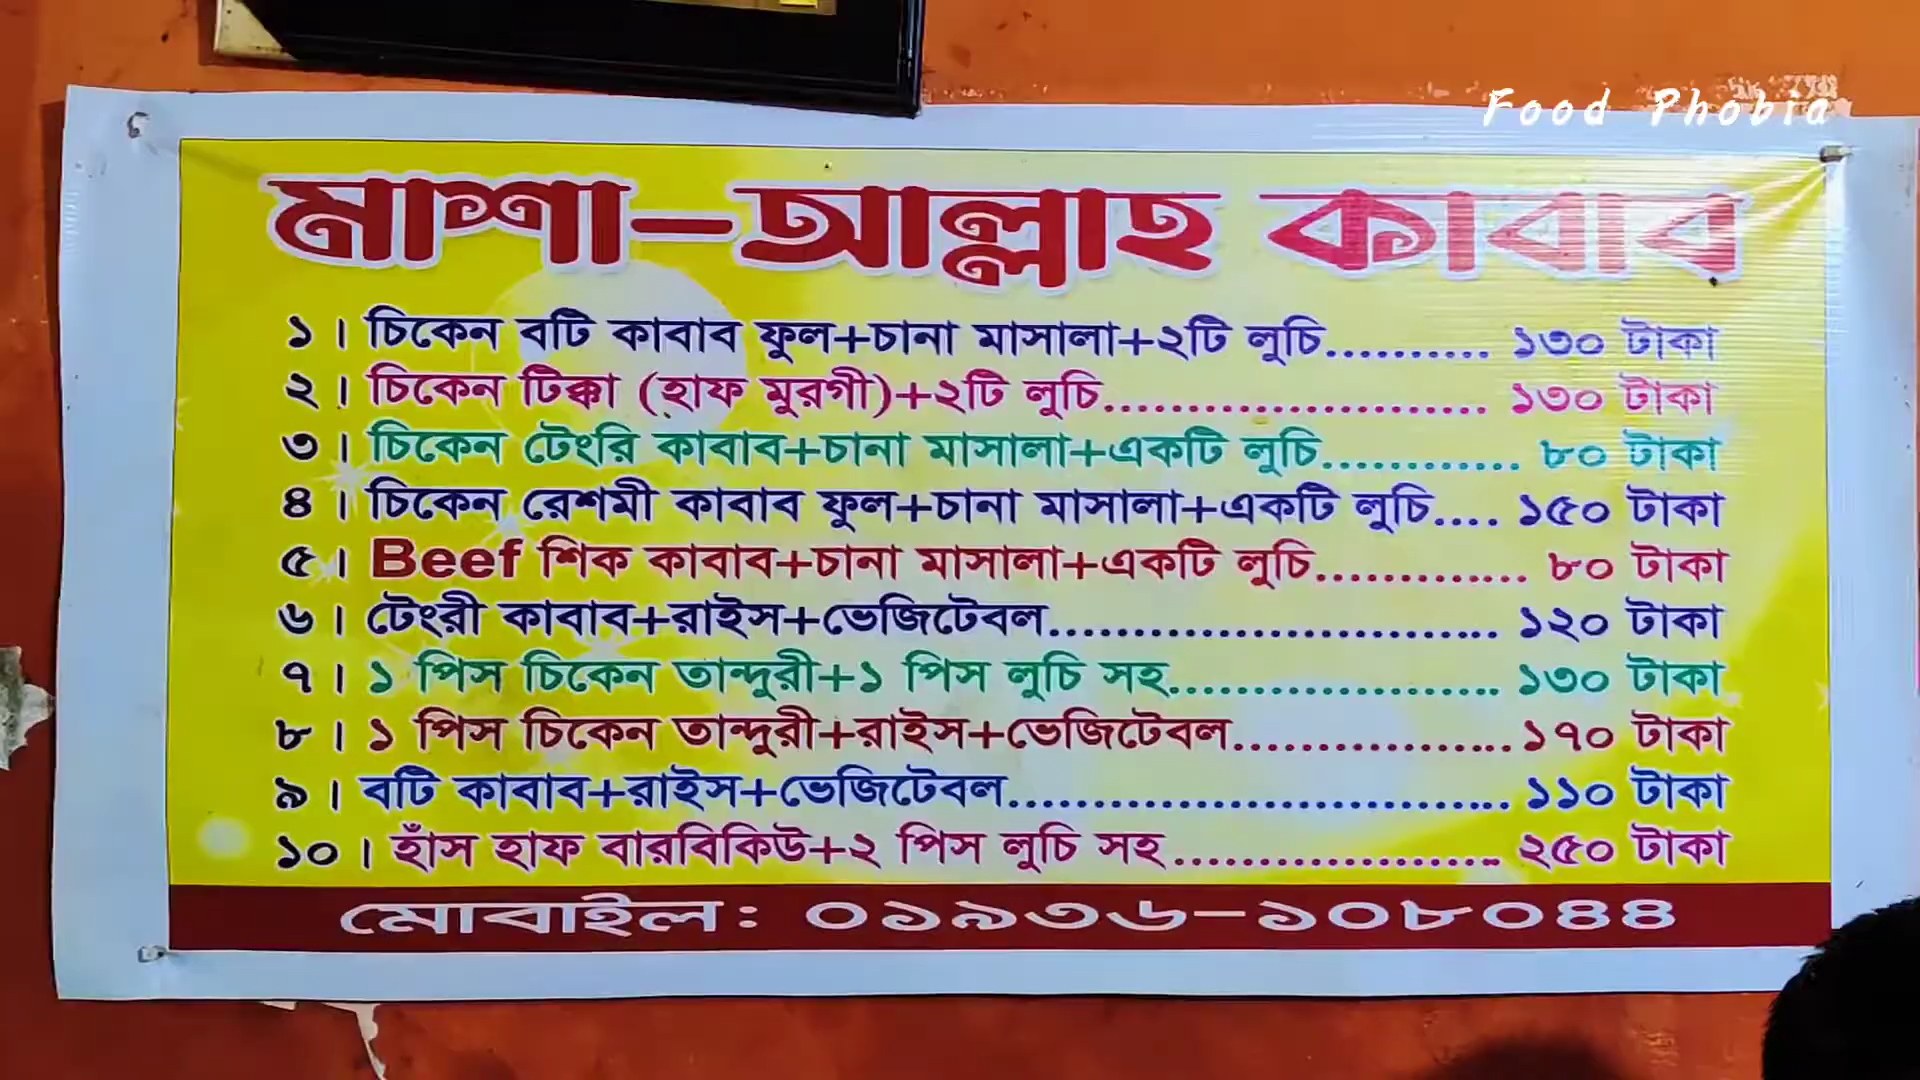 Food Phobia
মাশা-আল্লাহ কাবাব
১। চিকেন বটি কাবাব ফুল+চানা মাসালা+২টি লুচি.......... ১৩০ টাকা
২। চিকেন টিক্কা (হাফ মুরগী)+২টি লুচি....................... ১৩০ টাকা
৩। চিকেন টেংরি কাবাব+চানা মাসালা+একটি লুচি............ ৮০ টাকা
৪। চিকেন রেশমী কাবাব ফুল+চানা মাসালা+একটি লুচি.... ১৫০ টাকা
৫। Beef শিক কাবাব+চানা মাসালা+একটি লুচি............. ৮০ টাকা
৬। টেংরী কাবাব+রাইস+ভেজিটেবল........................... ১২০ টাকা
৭। ১ পিস চিকেন তান্দুরী+১ পিস লুচি সহ.................... ১৩০ টাকা
৮। ১ পিস চিকেন তান্দুরী+রাইস+ভেজিটেবল................. ১৭০ টাকা
৯। বটি কাবাব+রাইস+ভেজিটেবল.............................. ১১০ টাকা
১০। হাঁস হাফ বারবিকিউ+২ পিস লুচি সহ.................... ২৫০ টাকা
মোবাইল: ০১৯৩৬-১০৮০৪৪